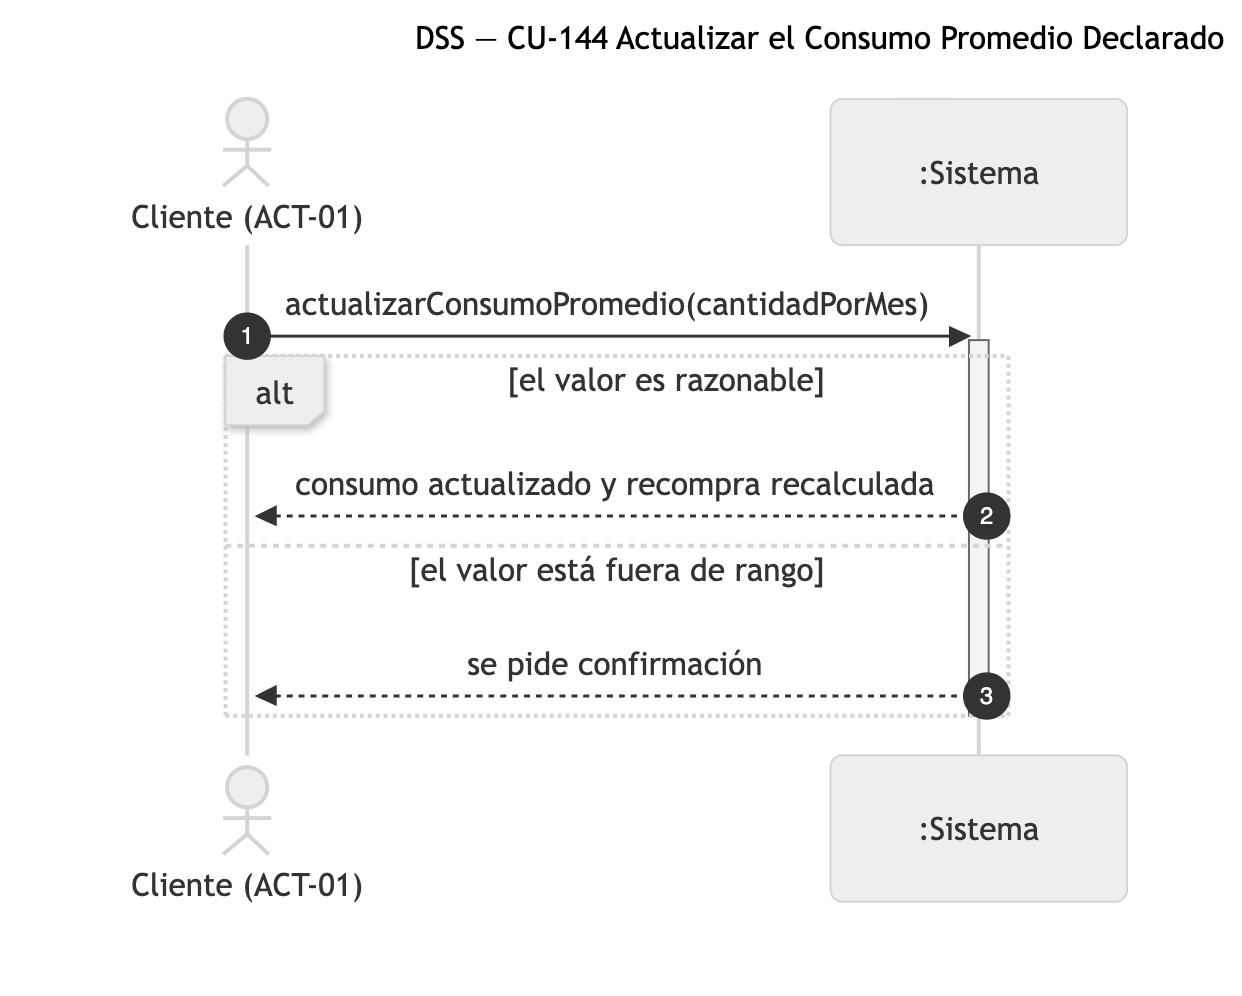 DSS — CU-144 Actualizar el Consumo Promedio Declarado
Cliente (ACT-01)
:Sistema
actualizarConsumoPromedio(cantidadPorMes)
1
alt
[el valor es razonable]
consumo actualizado y recompra recalculada
2
[el valor está fuera de rango]
se pide confirmación
3
Cliente (ACT-01)
:Sistema